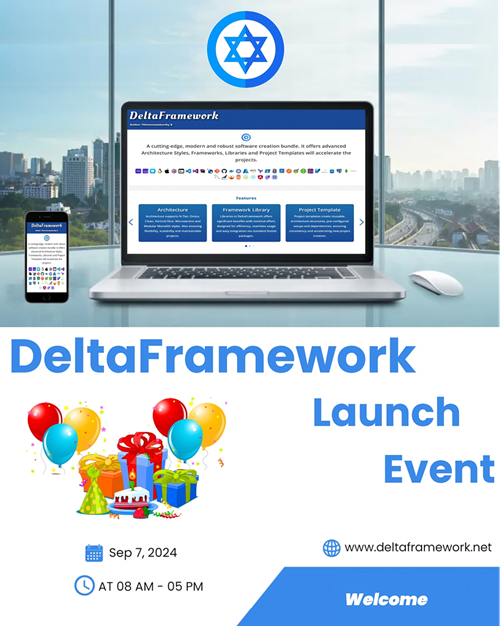 DeltaFramework
A cutting-edge, modern and robust software creation bundle. It offers advanced
Architecture Styles, Frameworks, Libraries and Project Templates will accelerate the
projects.
Features
Architecture
Framework Library
Project Template
DeltaFramework
DeltaFramework
Launch
Event
Sep 7, 2024
AT 08 AM - 05 PM
www.deltaframework.net
Welcome